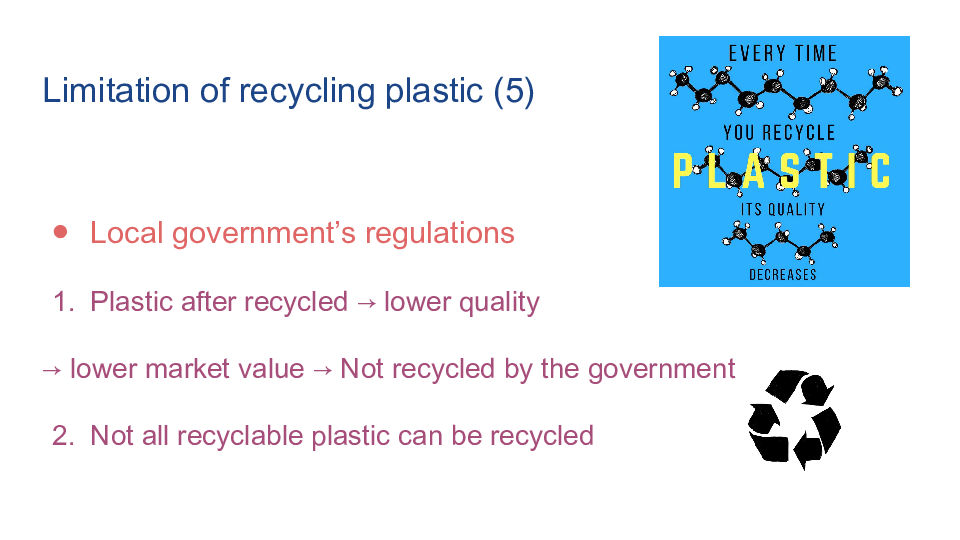 Limitation of recycling plastic (5)
EVERY TIME
YOU RECYCLE
PLASTIC
ITS QUALITY
DECREASES
● Local government’s regulations
1. Plastic after recycled → lower quality
→ lower market value → Not recycled by the government
2. Not all recyclable plastic can be recycled